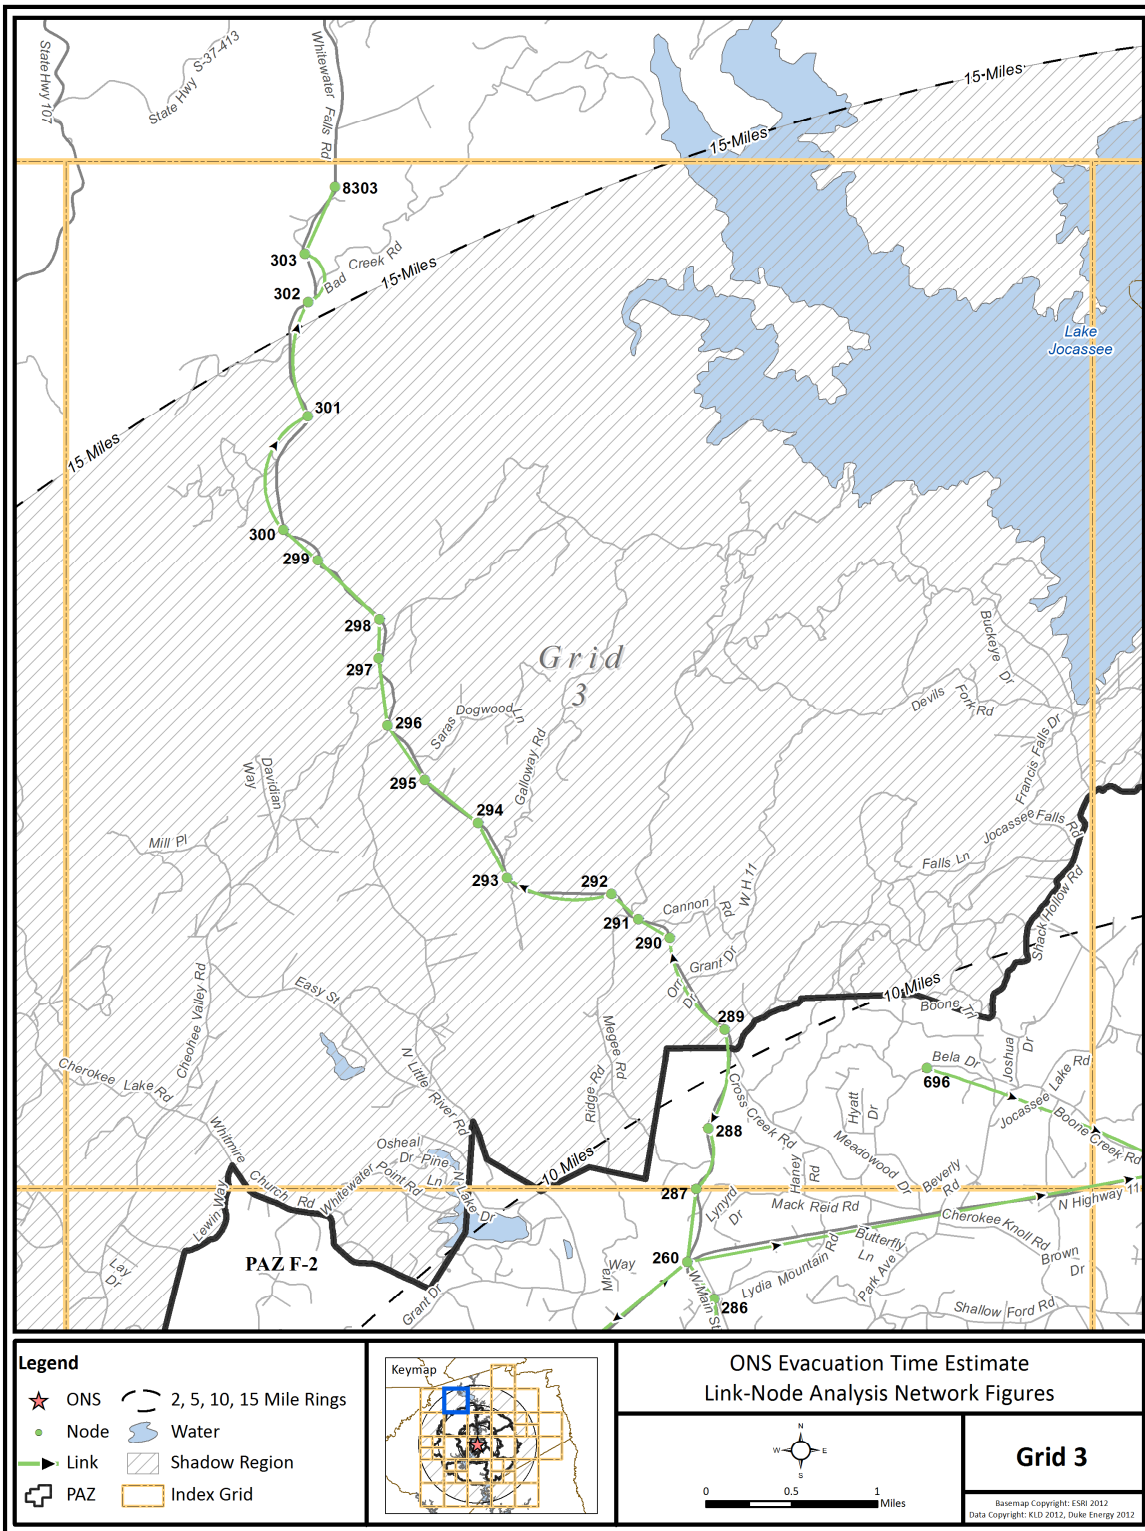 State Hwy 107
State Hwy S-37-413
Whitewater Falls Rd
15 Miles
15 Miles
8303
303
Bad Creek Rd
15 Miles
302
Lake
Jocassee
301
15 Miles
300
299
298
Buckeye Dr
297
Grid
3
Devils Fork Rd
296
Saras Dogwood Ln
Francis Falls Dr
Galloway Rd
Davidian Way
295
294
Jocassee Falls Rd
Mill Pl
Falls Ln
293
292
W H 11
Cannon Rd
291
290
Shack Hollow Rd
Grant Dr
Orr Dr
Easy St
Cheohee Valley Rd
10 Miles
Boone Trl
289
Megee Rd
Joshua Dr
Cherokee Lake Rd
N Little River Rd
Bela Dr
696
Jocassee Lake Rd
Ridge Rd
Cross Creek Rd
Hyatt Dr
288
Boone Creek Rd
Whitmire Church Rd
Osheal Dr
Pine Ln
Whitewater Point Rd
10 Miles
Meadowood Dr
Haney Rd
Beverly Rd
287
N Lake Dr
Lewin Way
Lynyrd Dr
Mack Reid Rd
N Highway 11
Cherokee Knoll Rd
Butterfly Ln
PAZ F-2
260
Mra Way
Lydia Mountain Rd
Park Ave
Brown Dr
Lay Dr
Grant Dr
W Main St
286
Shallow Ford Rd
Legend
ONS
2, 5, 10, 15 Mile Rings
Node
Water
Link
Shadow Region
PAZ
Index Grid
Keymap
ONS Evacuation Time Estimate
Link-Node Analysis Network Figures
N
W
E
S
0
0.5
1
Miles
Grid 3
Basemap Copyright: ESRI 2012
Data Copyright: KLD 2012, Duke Energy 2012